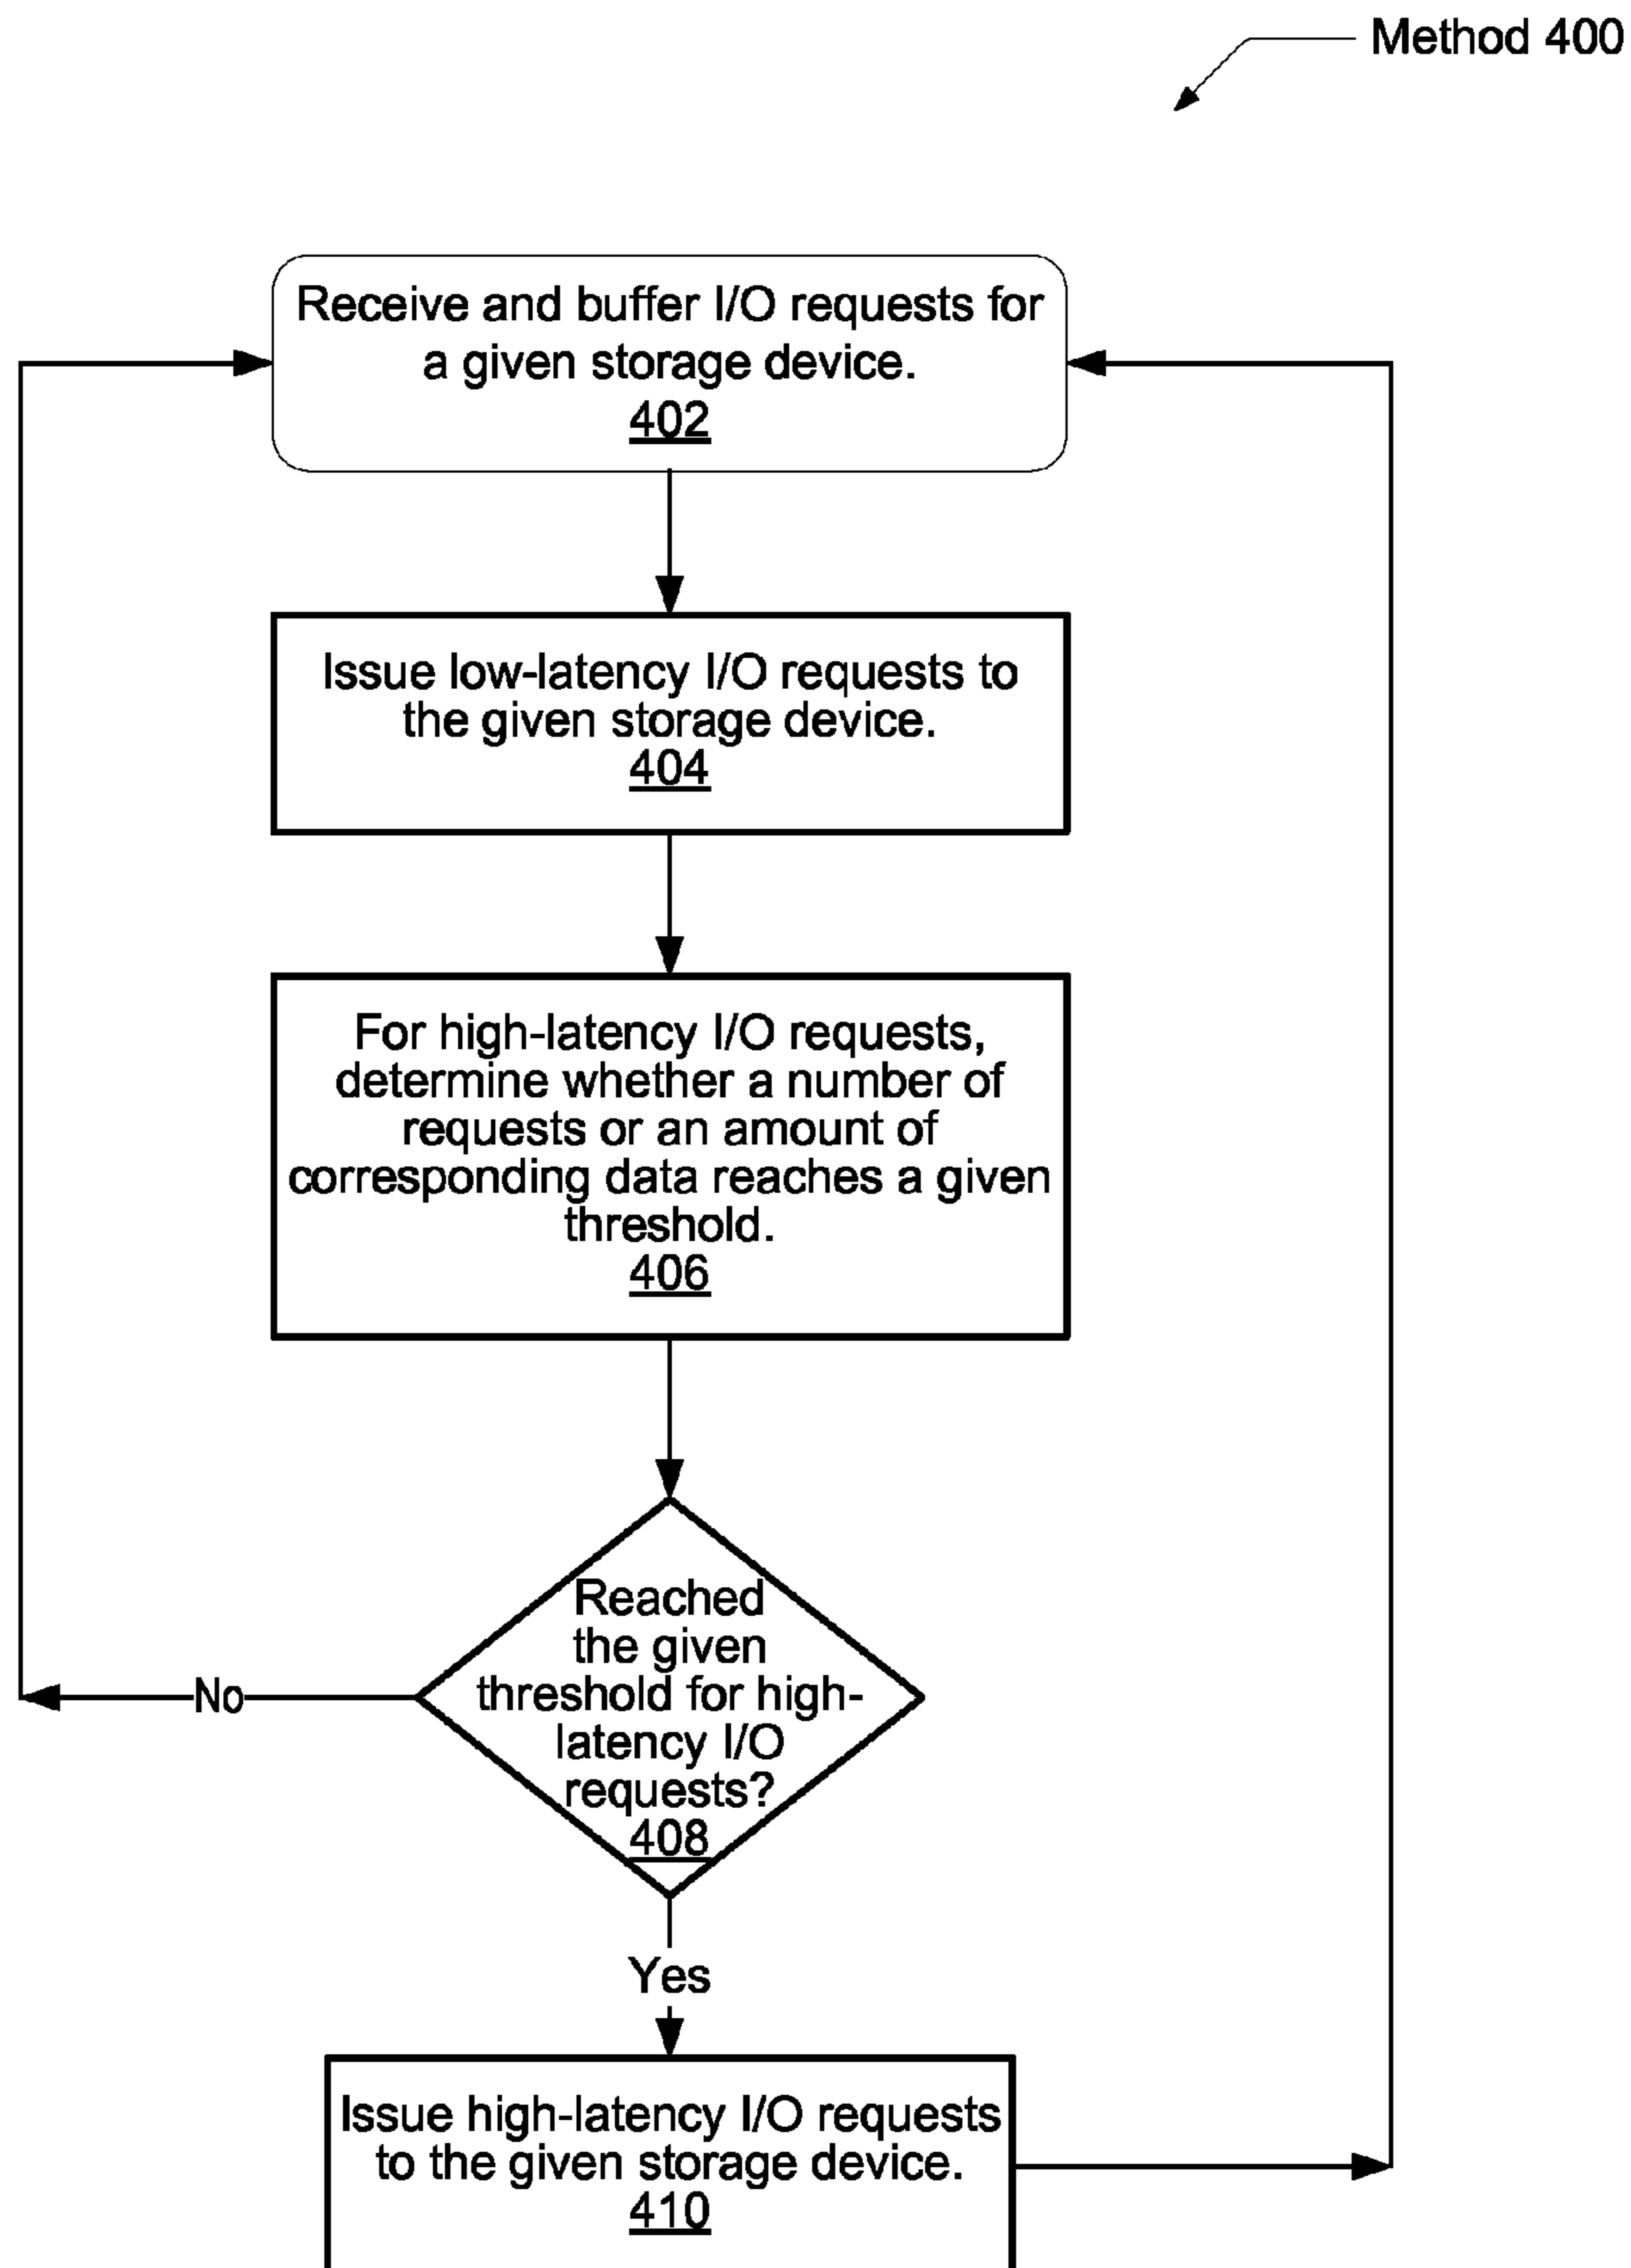 Method 400
Receive and buffer I/O requests for
a given storage device.
402
Issue low-latency I/O requests to
the given storage device.
404
For high-latency I/O requests,
determine whether a number of
requests or an amount of
corresponding data reaches a given
threshold.
406
Reached
the given
threshold for high-
latency I/O
requests?
408
No
Yes
Issue high-latency I/O requests
to the given storage device.
410